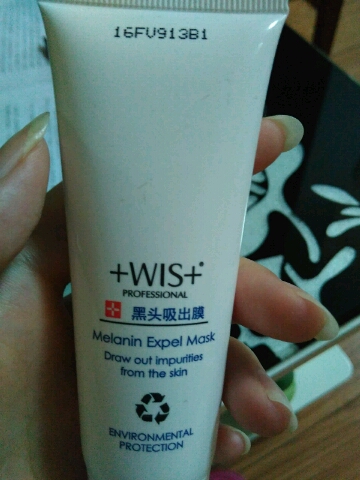 16FV913B1
+WIS+®
PROFESSIONAL
黑头吸出膜
Melanin Expel Mask
Draw out impurities
from the skin
ENVIRONMENTAL
PROTECTION